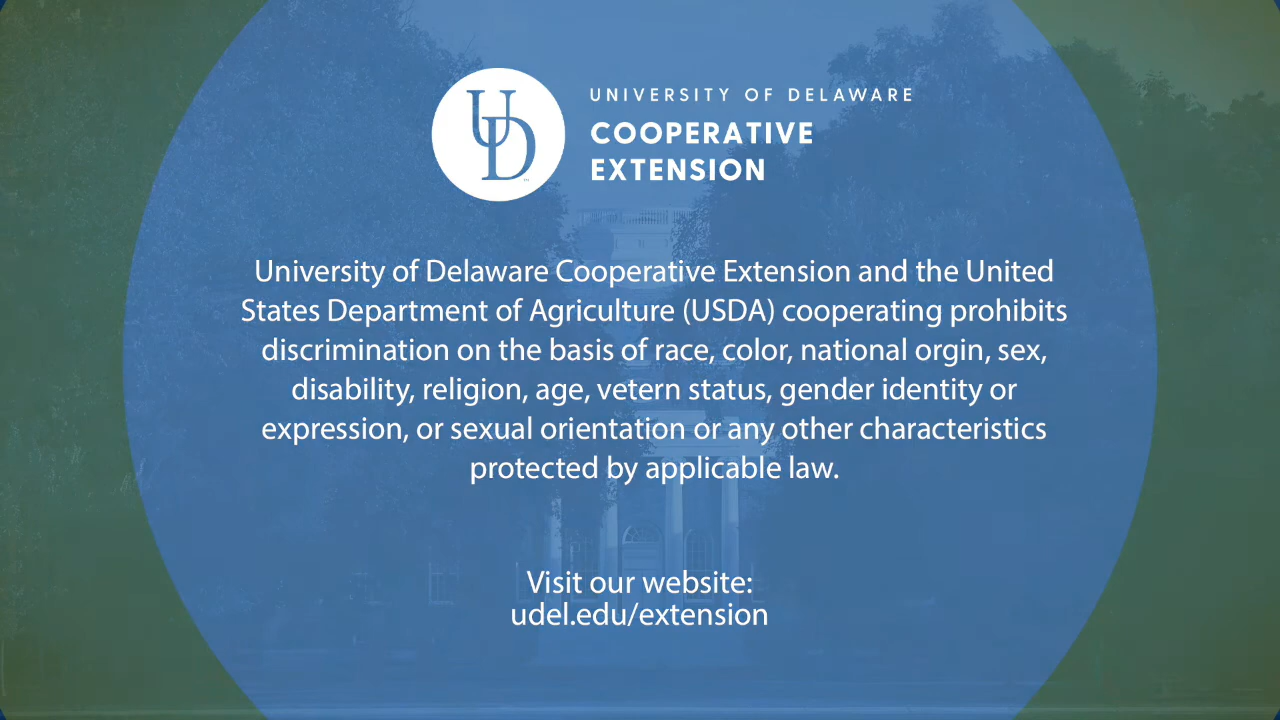 UD
UNIVERSITY OF DELAWARE
COOPERATIVE
EXTENSION
University of Delaware Cooperative Extension and the United
States Department of Agriculture (USDA) cooperating prohibits
discrimination on the basis of race, color, national orgin, sex,
disability, religion, age, vetern status, gender identity or
expression, or sexual orientation or any other characteristics
protected by applicable law.
Visit our website:
udel.edu/extension